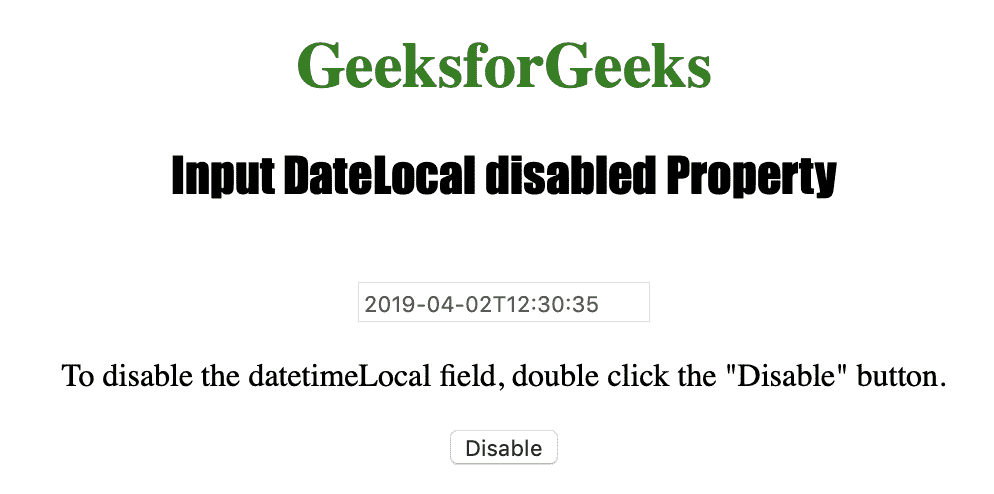 GeeksforGeeks
Input DateLocal disabled Property
2019-04-02T12:30:35
To disable the datetimeLocal field, double click the "Disable" button.
Disable